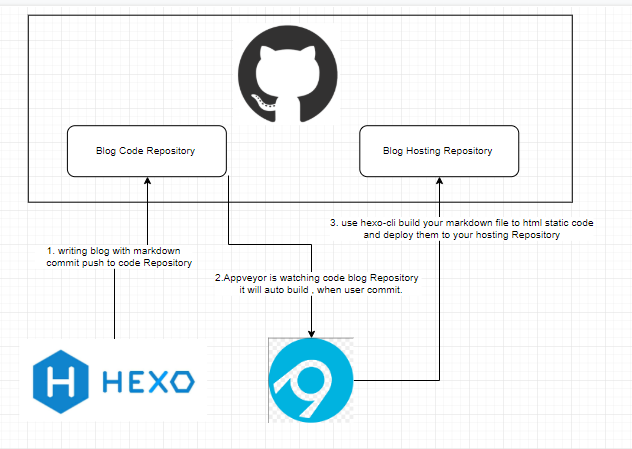 Blog Code Repository
Blog Hosting Repository
3. use hexo-cli build your markdown file to html static code
and deploy them to your hosting Repository
1. writing blog with markdown
commit push to code Repository
2.Appveyor is watching code blog Repository
it will auto build , when user commit.
HEXO